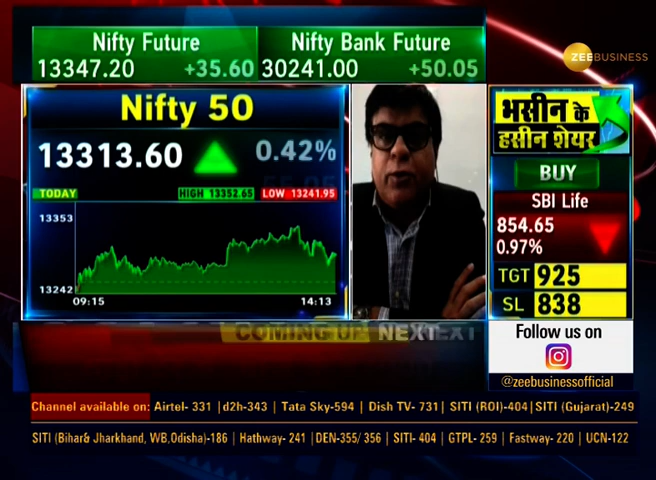 Nifty Future
13347.20 +35.60
Nifty Bank Future
30241.00 +50.05
ZEEBUSINESS
Nifty 50
13313.60 0.42%
TODAY HIGH 13352.65 LOW 13241.95
13353
13242
09:15 14:13
भसीन के
हसीन शेयर
BUY
SBI Life
854.65
0.97%
TGT 925
SL 838
COMING UP NEXT
Follow us on
@zeebusinessofficial
Channel available on: Airtel- 331 |d2h-343 | Tata Sky-594 | Dish TV- 731| SITI (ROI)-404|SITI (Gujarat)-249
SITI (Bihar& Jharkhand, WB,Odisha)-186 | Hathway- 241 |DEN-355/ 356 | SITI- 404 | GTPL- 259 | Fastway- 220 | UCN-122